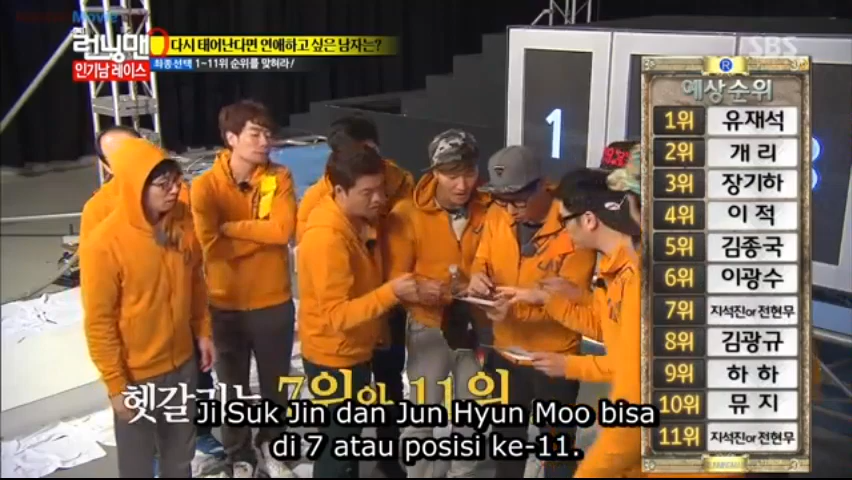 런닝맨
인기남 레이스
다시 태어난다면 연애하고 싶은 남자는?
최종선택 1~11위 순위를 맞혀라!
SBS
1
R
예상순위
1위 유재석
2위 개 리
3위 장기하
4위 이 적
5위 김종국
6위 이광수
7위 지석진or전현무
8위 김광규
9위 하 하
10위 뮤 지
11위 지석진or전현무
헷갈리는 7위와 11위
Ji Suk Jin dan Jun Hyun Moo bisa
di 7 atau posisi ke-11.